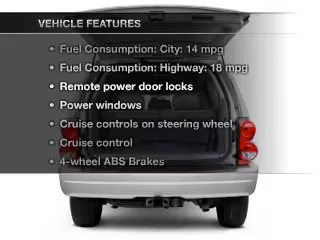 VEHICLE FEATURES
• Fuel Consumption: City: 14 mpg
• Fuel Consumption: Highway: 18 mpg
• Remote power door locks
• Power windows
• Cruise controls on steering wheel
• Cruise control
• 4-wheel ABS Brakes